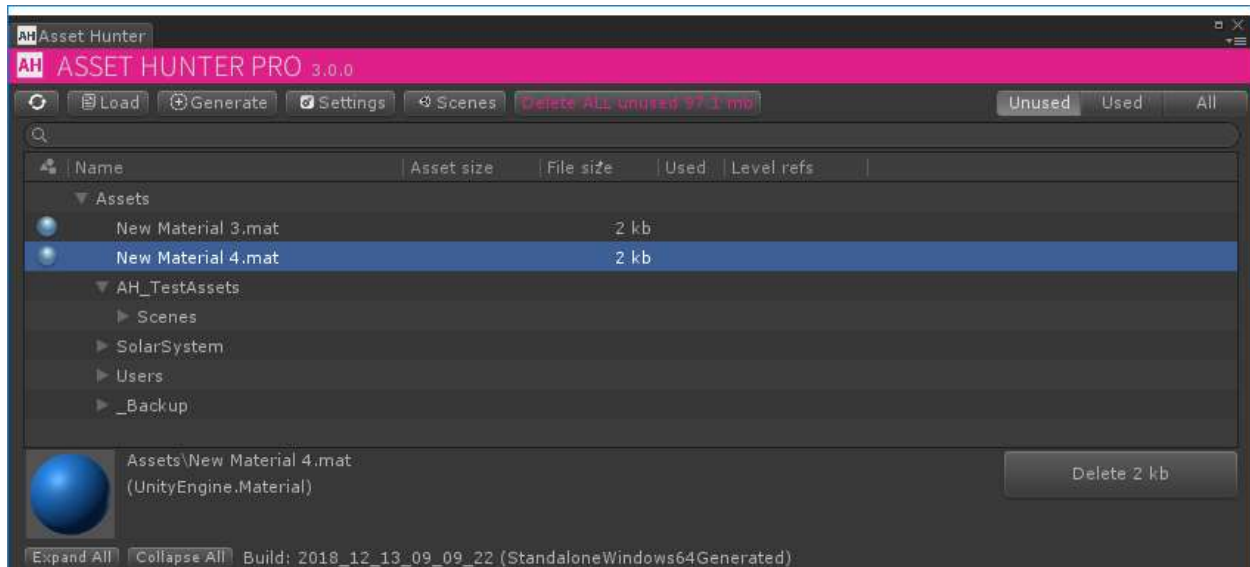 AH Asset Hunter
AH ASSET HUNTER PRO 3.0.0
Load Generate Settings Scenes Delete ALL unused 97.1 mb Unused Used All
Name Asset size File size Used Level refs
Assets
New Material 3.mat 2 kb
New Material 4.mat 2 kb
AH_TestAssets
Scenes
SolarSystem
Users
_Backup
Assets\New Material 4.mat
(UnityEngine.Material)
Delete 2 kb
Expand All Collapse All Build: 2018_12_13_09_09_22 (StandaloneWindows64Generated)